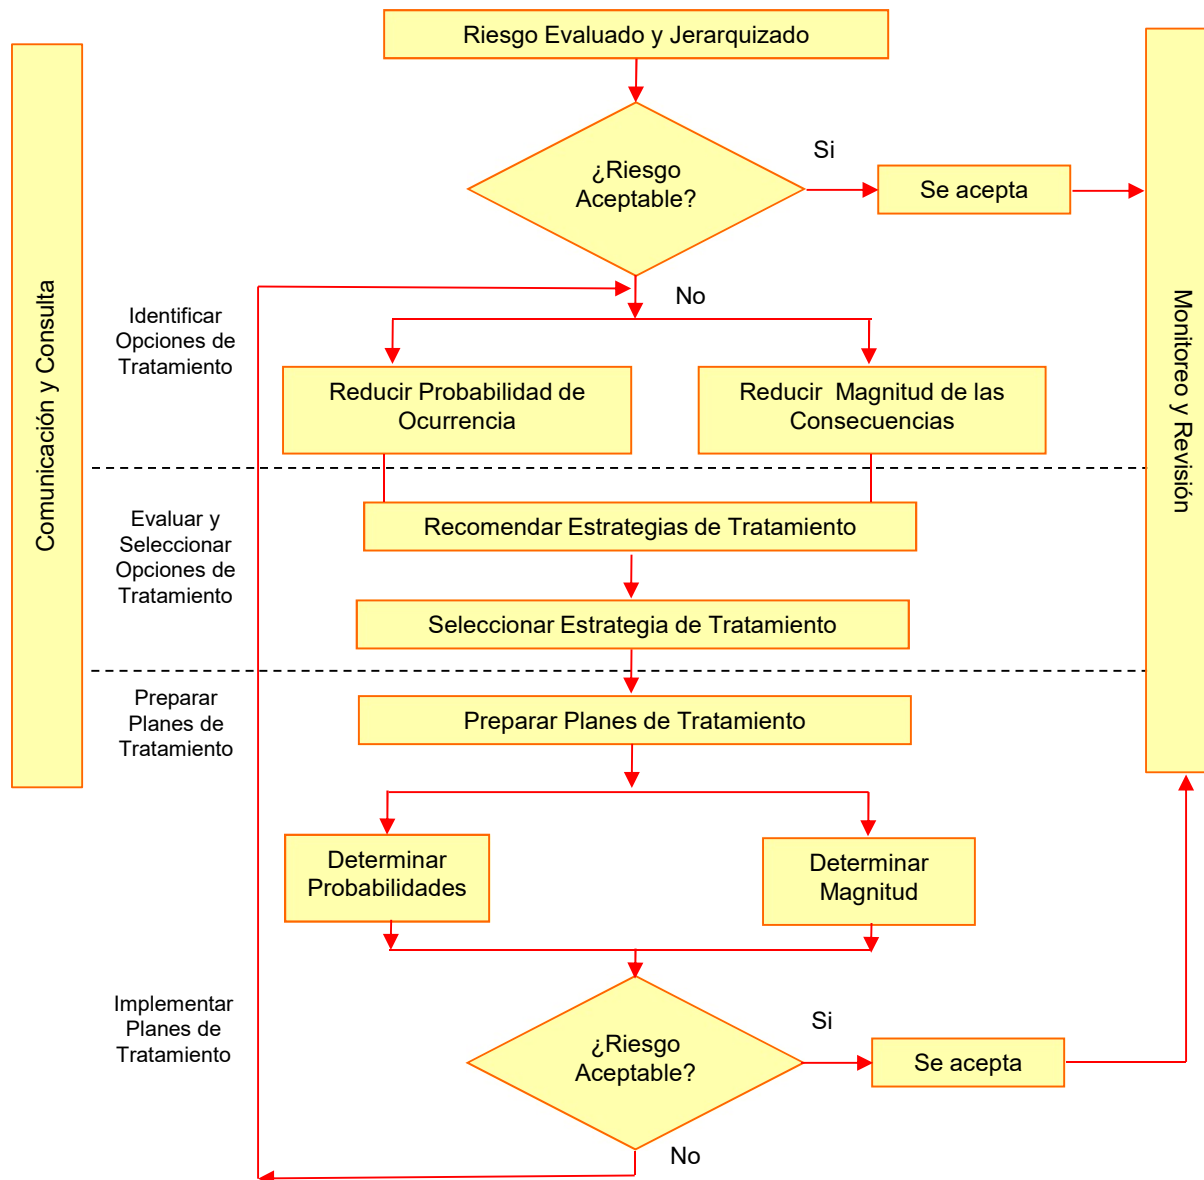 Riesgo Evaluado y Jerarquizado
¿Riesgo
Aceptable?
Si
Se acepta
No
Comunicación y Consulta
Monitoreo y Revisión
Identificar
Opciones de
Tratamiento
Reducir Probabilidad de
Ocurrencia
Reducir Magnitud de las
Consecuencias
Evaluar y
Seleccionar
Opciones de
Tratamiento
Recomendar Estrategias de Tratamiento
Seleccionar Estrategia de Tratamiento
Preparar
Planes de
Tratamiento
Preparar Planes de Tratamiento
Determinar
Probabilidades
Determinar
Magnitud
Implementar
Planes de
Tratamiento
¿Riesgo
Aceptable?
Si
Se acepta
No